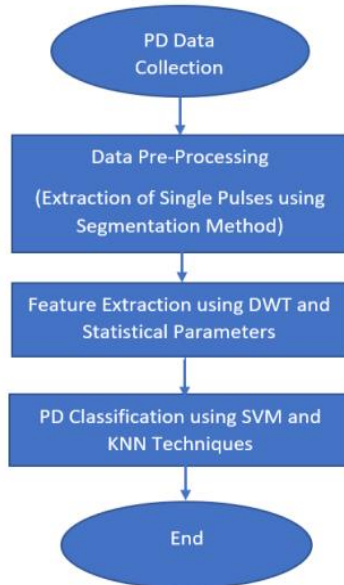 PD Data
Collection
Data Pre-Processing
(Extraction of Single Pulses using
Segmentation Method)
Feature Extraction using DWT and
Statistical Parameters
PD Classification using SVM and
KNN Techniques
End